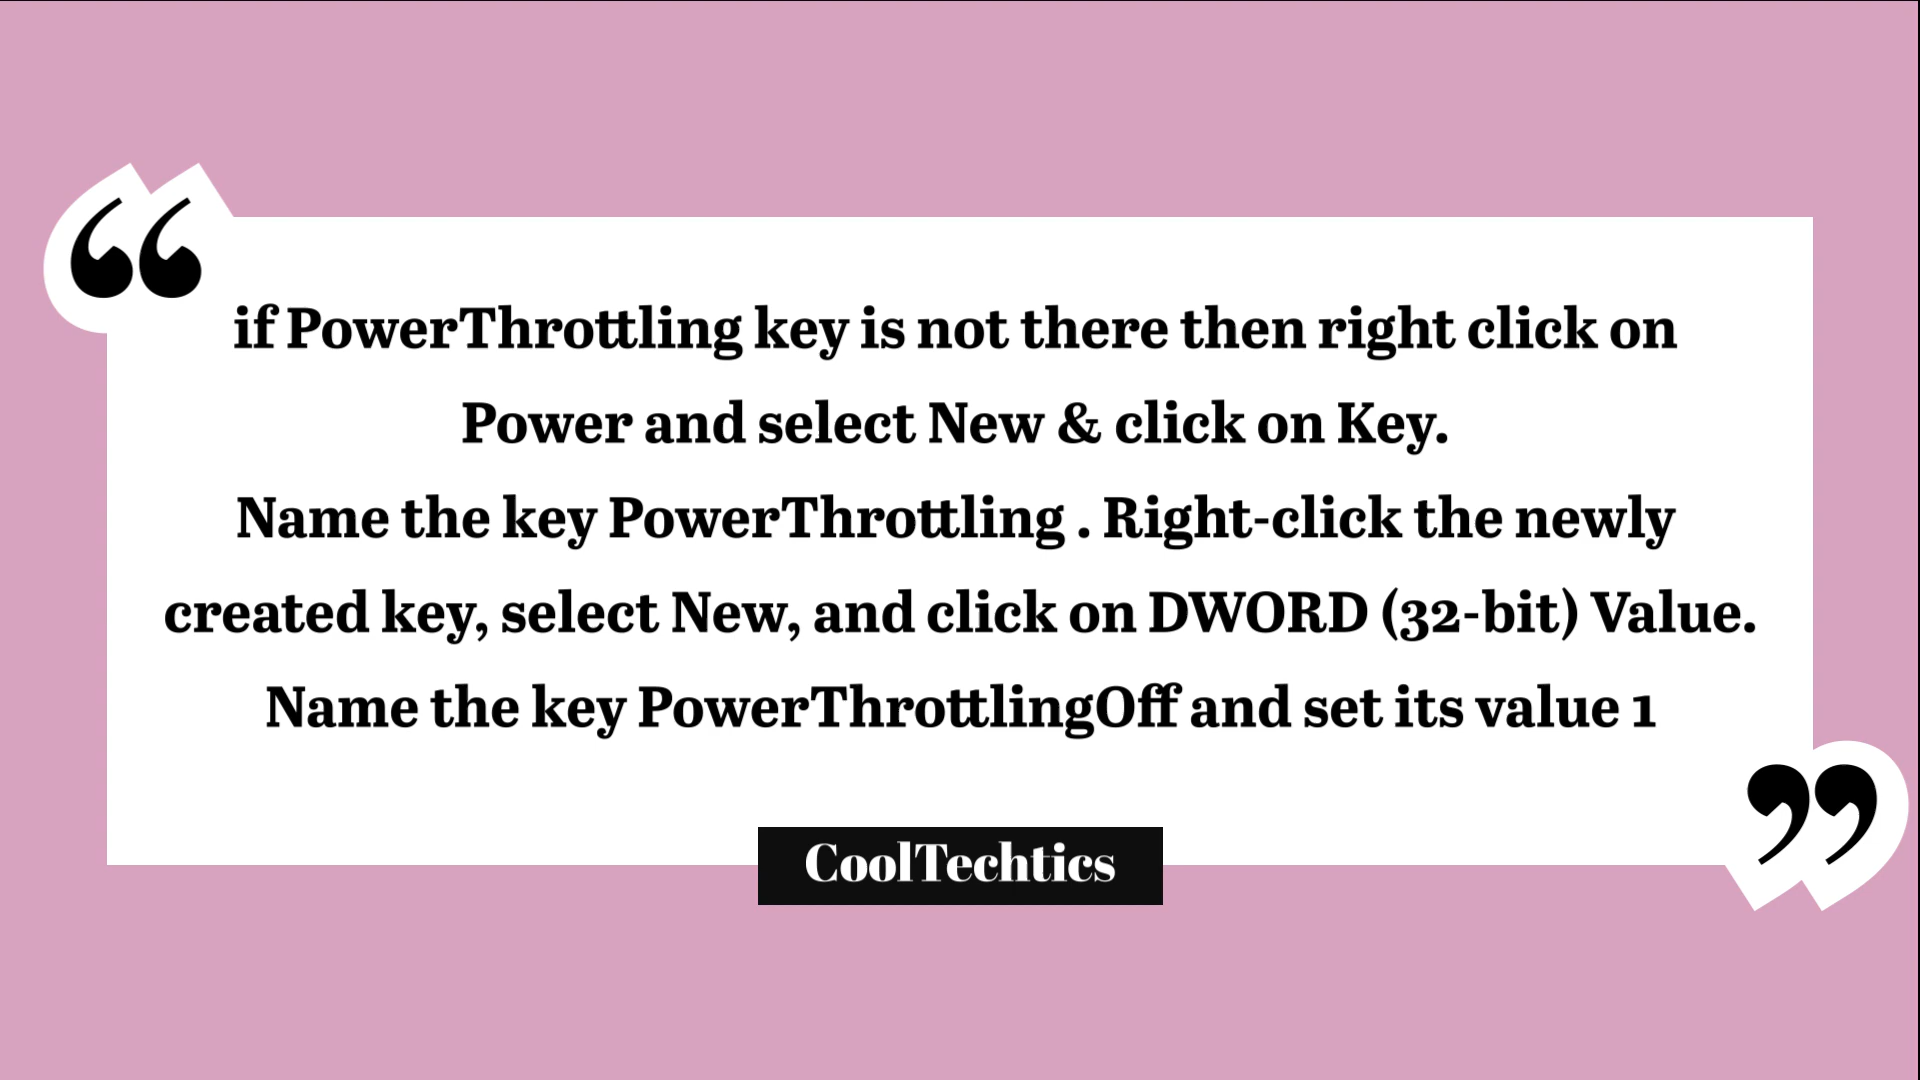 “
if PowerThrottling key is not there then right click on
Power and select New & click on Key.
Name the key PowerThrottling . Right-click the newly
created key, select New, and click on DWORD (32-bit) Value.
Name the key PowerThrottlingOff and set its value 1
”
CoolTechtics